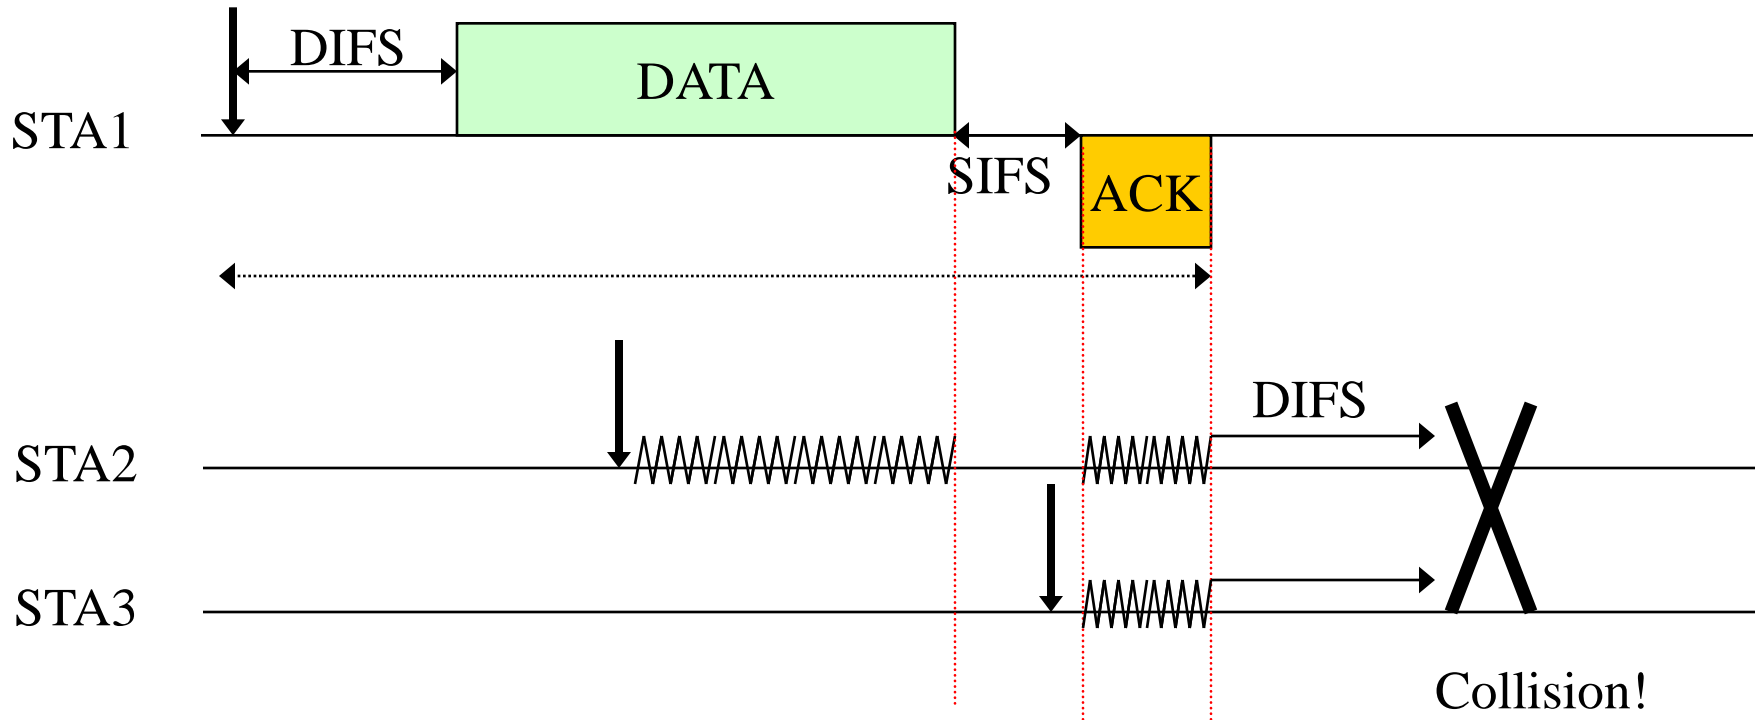 DIFS
DATA
STA1
SIFS
ACK
DIFS
STA2
STA3
Collision!